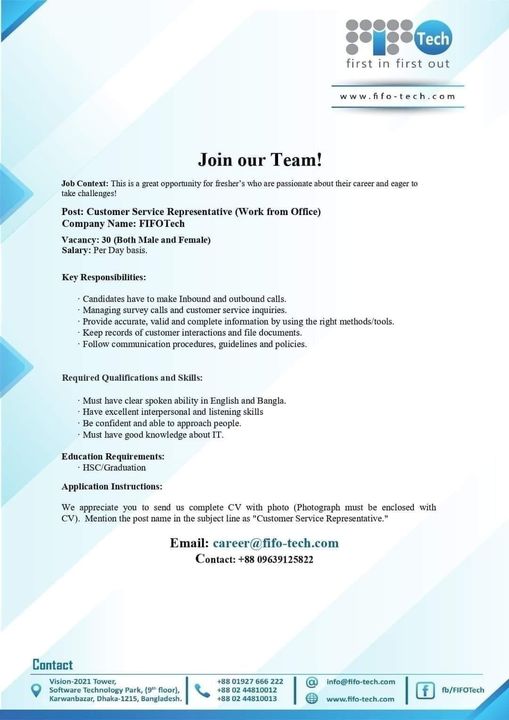 FIFO Tech
first in first out
www.fifo-tech.com
Join our Team!
Job Context: This is a great opportunity for fresher's who are passionate about their career and eager to
take challenges!
Post: Customer Service Representative (Work from Office)
Company Name: FIFOTech
Vacancy: 30 (Both Male and Female)
Salary: Per Day basis.
Key Responsibilities:
· Candidates have to make Inbound and outbound calls.
· Managing survey calls and customer service inquiries.
· Provide accurate, valid and complete information by using the right methods/tools.
· Keep records of customer interactions and file documents.
· Follow communication procedures, guidelines and policies.
Required Qualifications and Skills:
· Must have clear spoken ability in English and Bangla.
· Have excellent interpersonal and listening skills
· Be confident and able to approach people.
· Must have good knowledge about IT.
Education Requirements:
· HSC/Graduation
Application Instructions:
We appreciate you to send us complete CV with photo (Photograph must be enclosed with
CV). Mention the post name in the subject line as "Customer Service Representative."
Email: career@fifo-tech.com
Contact: +88 09639125822
Contact
Vision-2021 Tower,
Software Technology Park, (9th floor),
Karwanbazar, Dhaka-1215, Bangladesh.
+88 01927 666 222
+88 02 44810012
+88 02 44810013
info@fifo-tech.com
www.fifo-tech.com
fb/FIFOTech